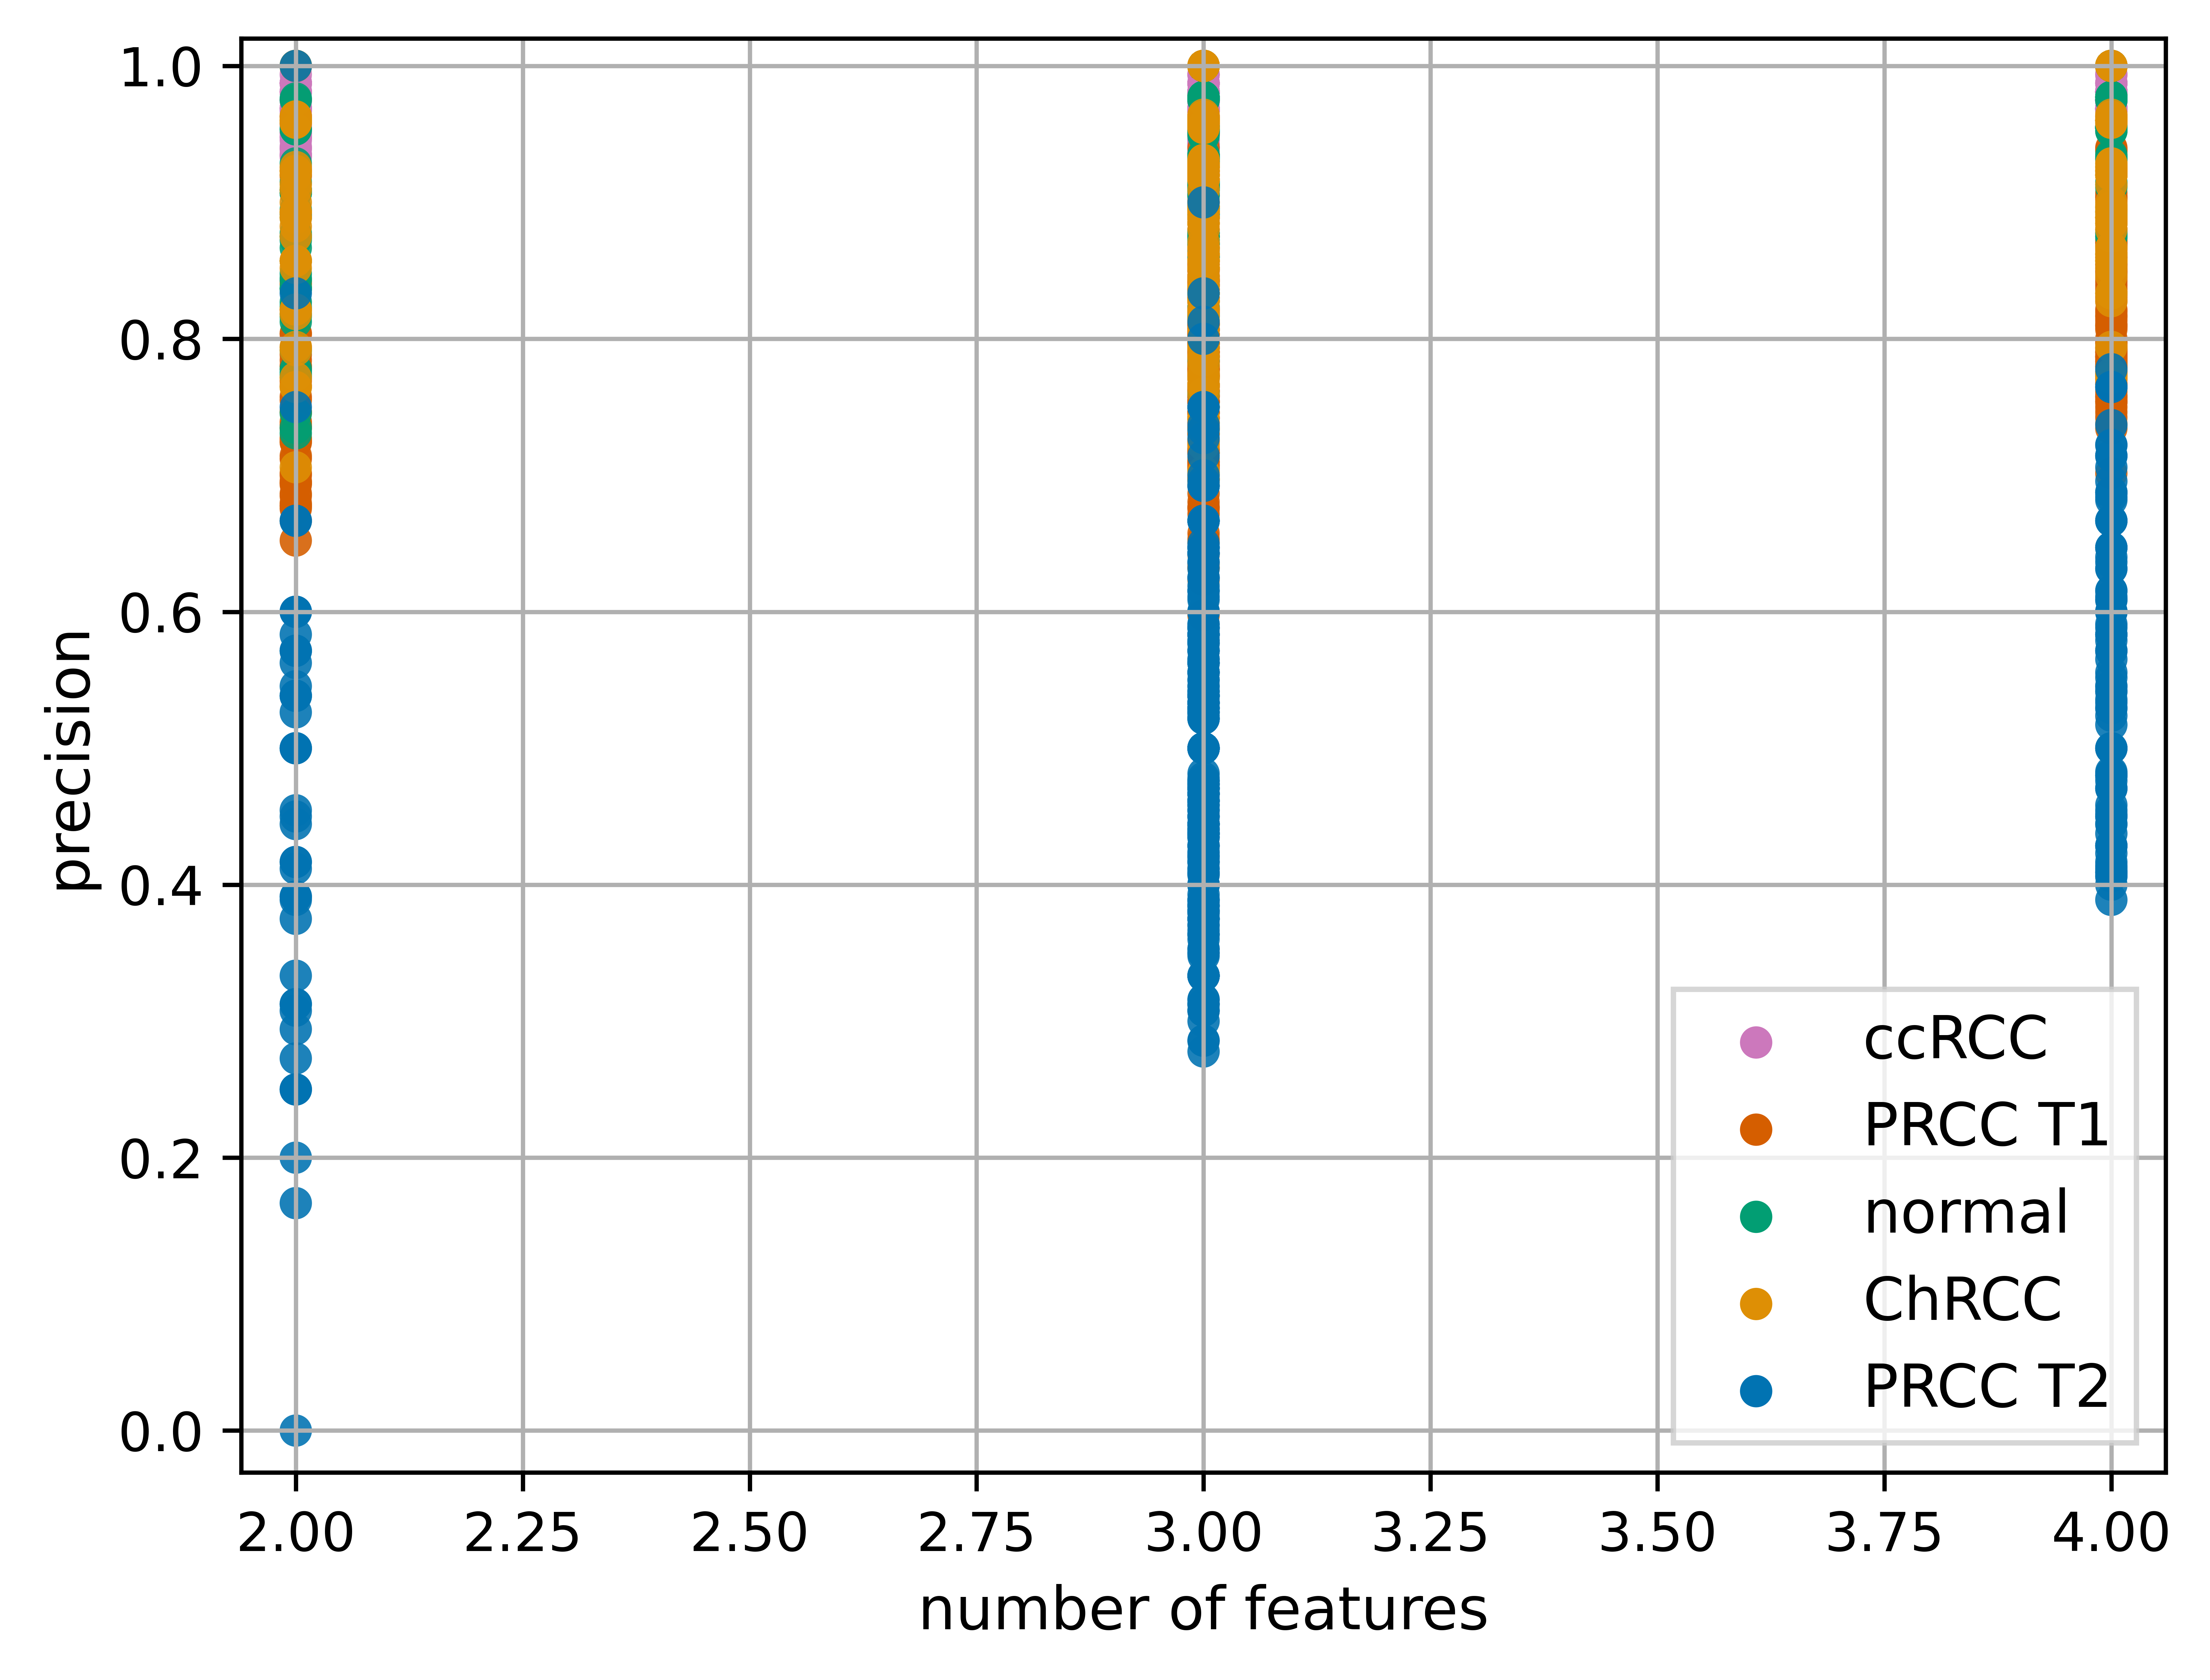 1.0
0.8
0.6
0.4
0.2
0.0
precision
ccRCC
PRCC T1
normal
ChRCC
PRCC T2
2.00 2.25 2.50 2.75 3.00 3.25 3.50 3.75 4.00
number of features